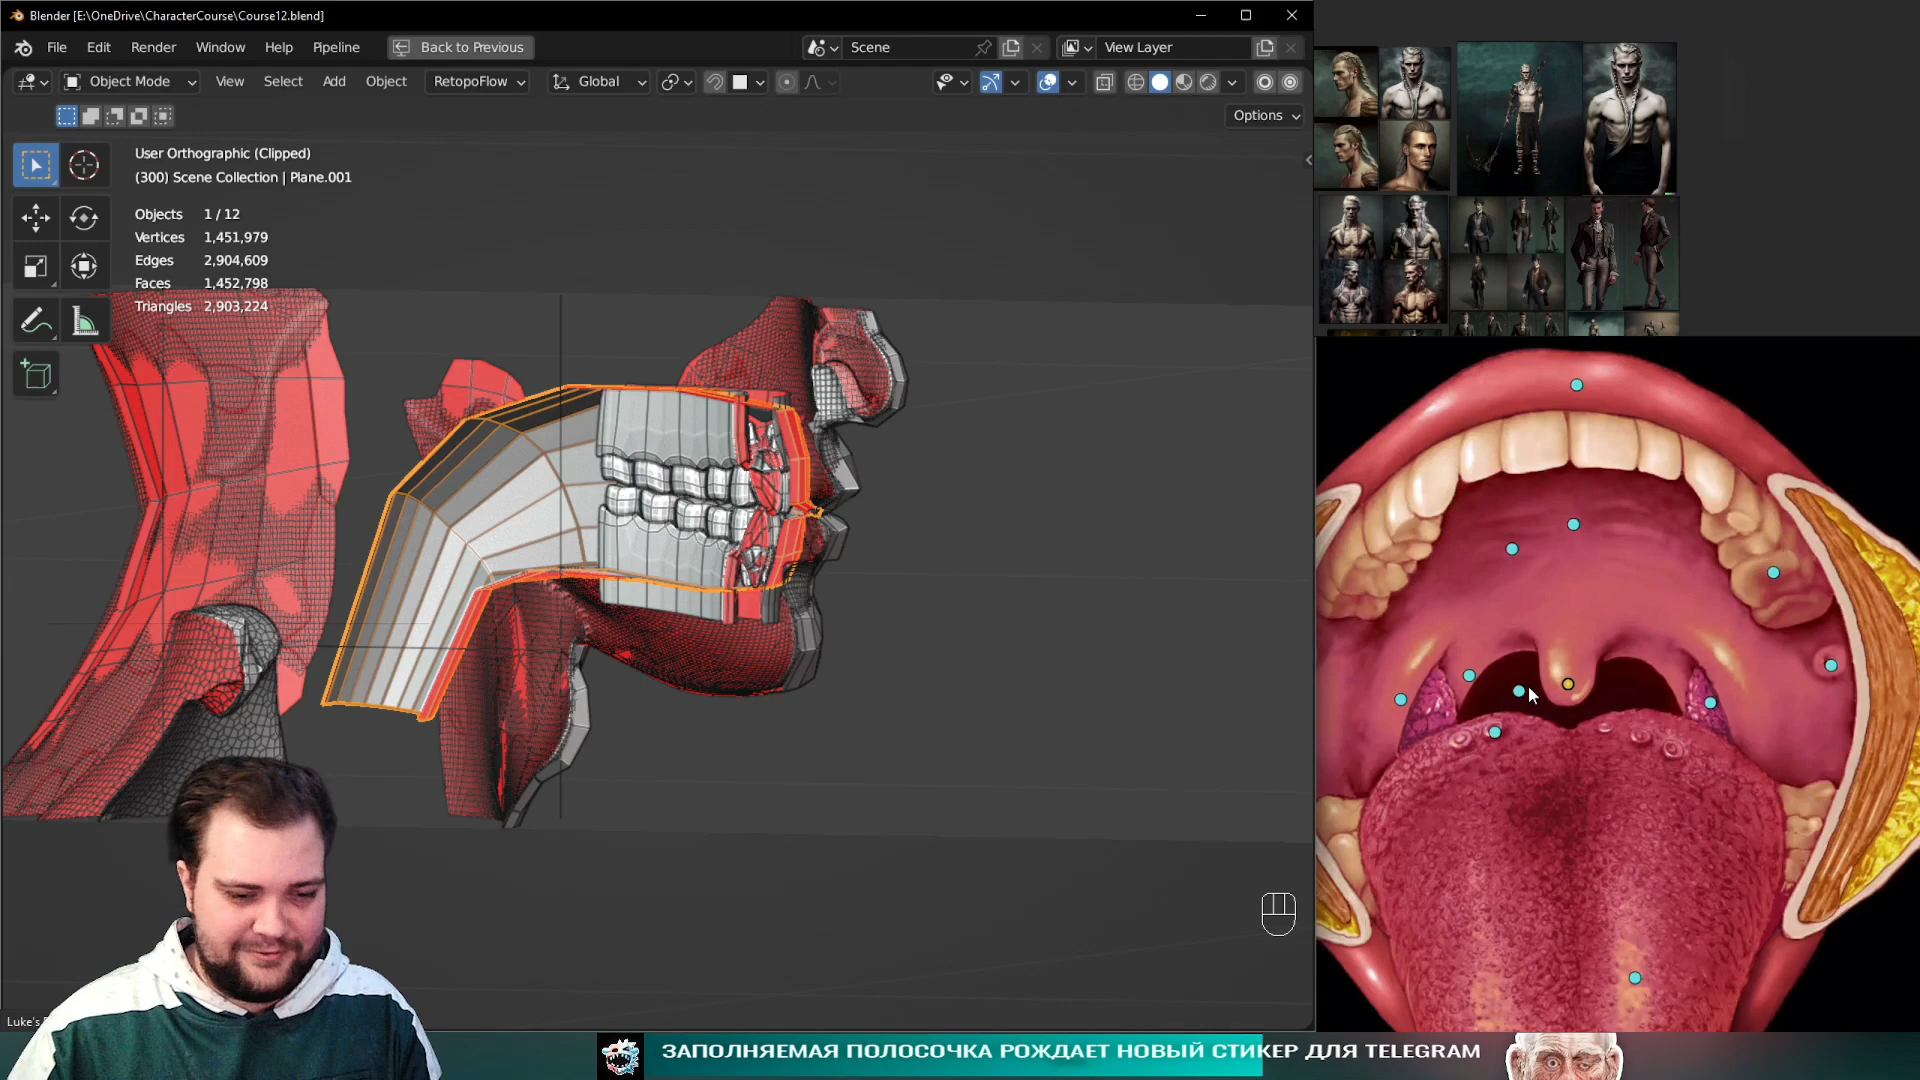 Blender [E:\OneDrive\CharacterCourse\Course12.blend]
File Edit Render Window Help Pipeline Back to Previous Scene View Layer
Object Mode View Select Add Object RetopoFlow Global
Options
User Orthographic (Clipped)
(300) Scene Collection | Plane.001
Objects 1 / 12
Vertices 1,451,979
Edges 2,904,609
Faces 1,452,798
Triangles 2,903,224
Luke's
ЗАПОЛНЯЕМАЯ ПОЛОСОЧКА РОЖДАЕТ НОВЫЙ СТИКЕР ДЛЯ TELEGRAM